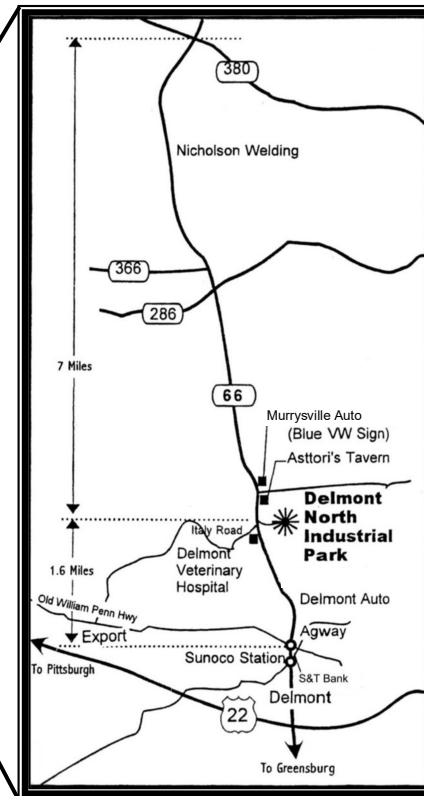 380
Nicholson Welding
366
286
7 Miles
66
Murrysville Auto
(Blue VW Sign)
Asttori's Tavern
Delmont
North
Industrial
Park
Italy Road
Delmont
Veterinary
Hospital
1.6 Miles
Delmont Auto
Old William Penn Hwy
Export
Agway
Sunoco Station
To Pittsburgh
S&T Bank
Delmont
22
To Greensburg